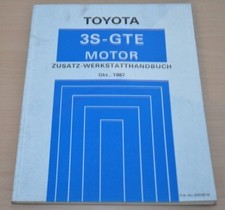 TOYOTA
3S-GTE
MOTOR
ZUSATZ-WERKSTATTHANDBUCH
Okt., 1987